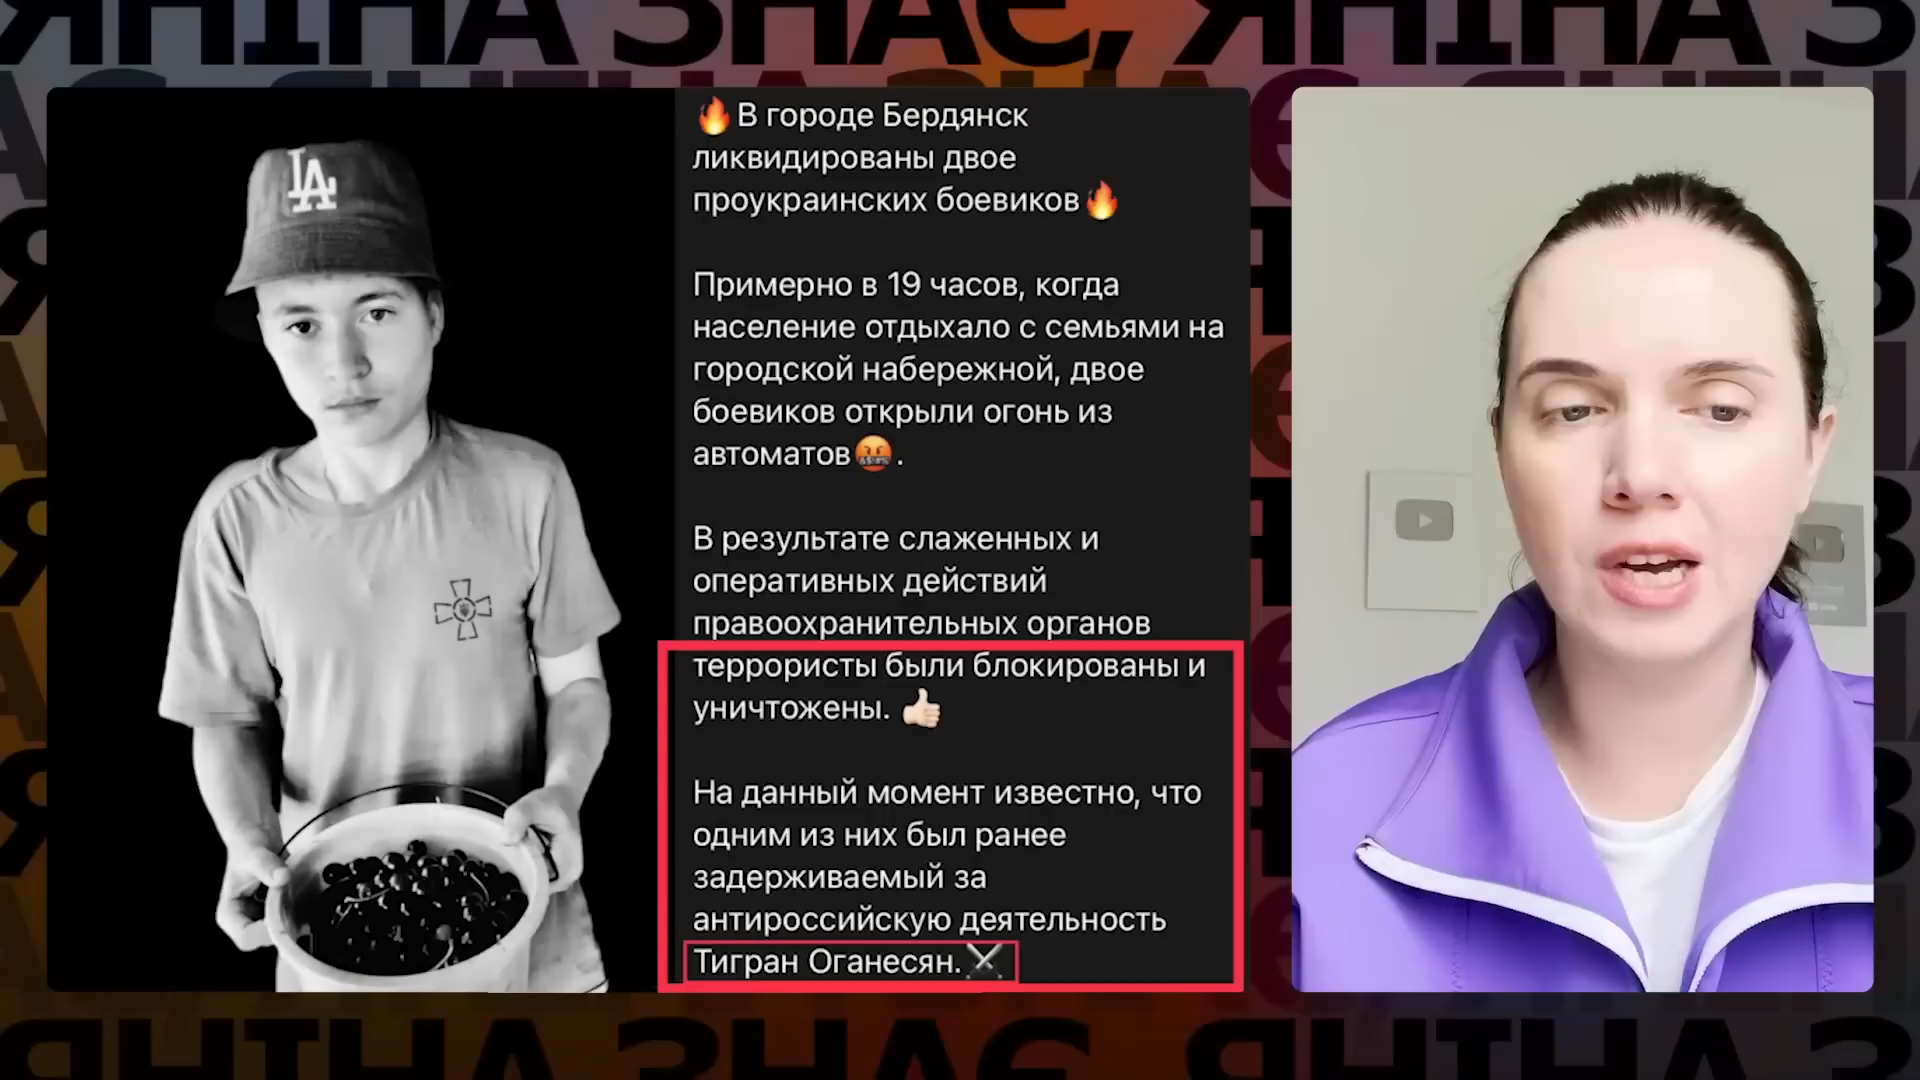 ЯНІНА ЗНАЄ, ЯНІНА З
LA
🔥В городе Бердянск
ликвидированы двое
проукраинских боевиков🔥
Примерно в 19 часов, когда
население отдыхало с семьями на
городской набережной, двое
боевиков открыли огонь из
автоматов🤬.
В результате слаженных и
оперативных действий
правоохранительных органов
террористы были блокированы и
уничтожены. 👍🏻
На данный момент известно, что
одним из них был ранее
задерживаемый за
антироссийскую деятельность
Тигран Оганесян.⚔
ЯНІНА ЗНАЄ, ЯНІНА З